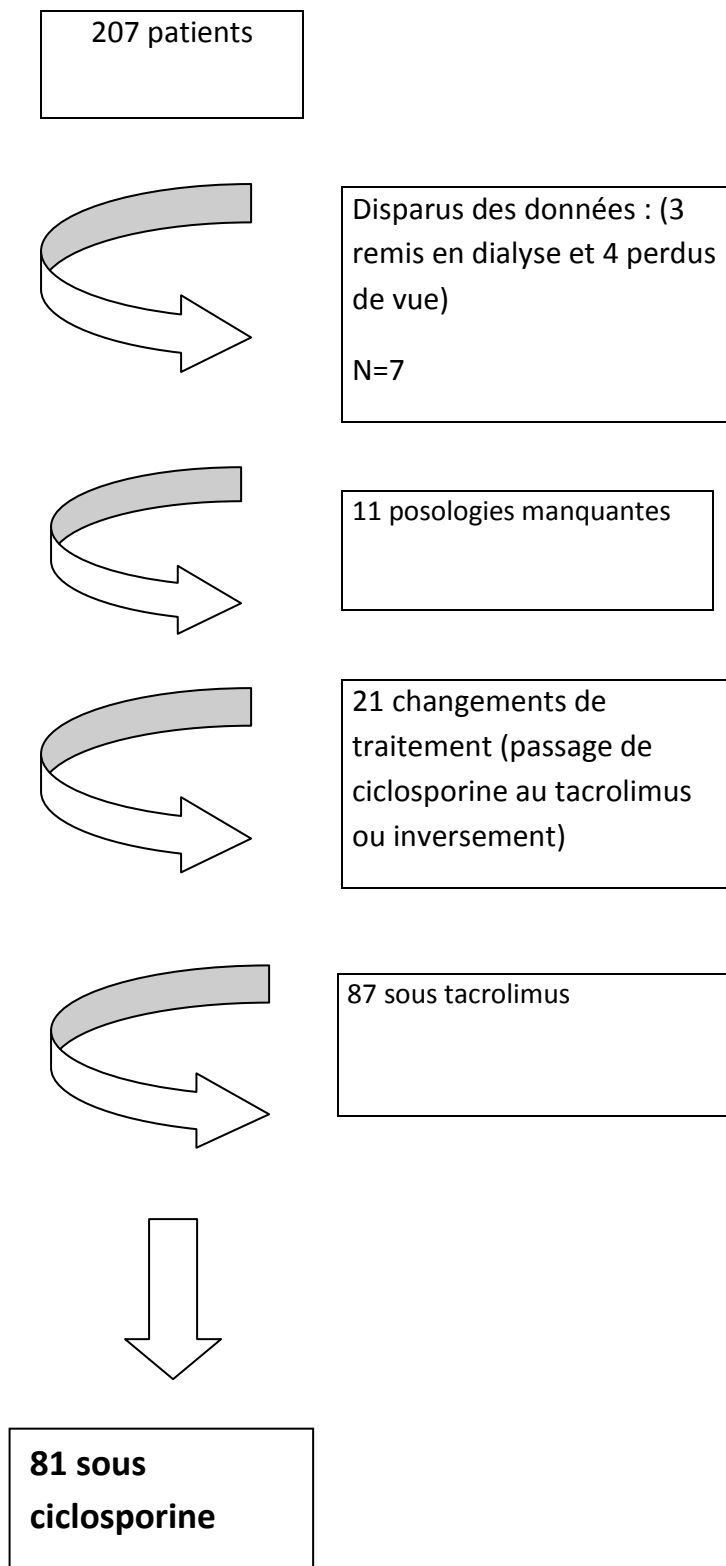 207 patients
Disparus des données : (3
remis en dialyse et 4 perdus
de vue)
N=7
11 posologies manquantes
21 changements de
traitement (passage de
ciclosporine au tacrolimus
ou inversement)
87 sous tacrolimus
81 sous
ciclosporine